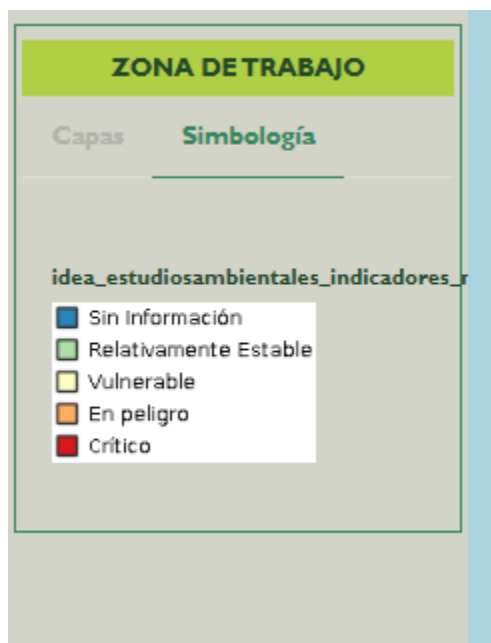 ZONA DE TRABAJO
Capas Simbología
idea_estudiosambientales_indicadores_r
Sin Información
Relativamente Estable
Vulnerable
En peligro
Crítico